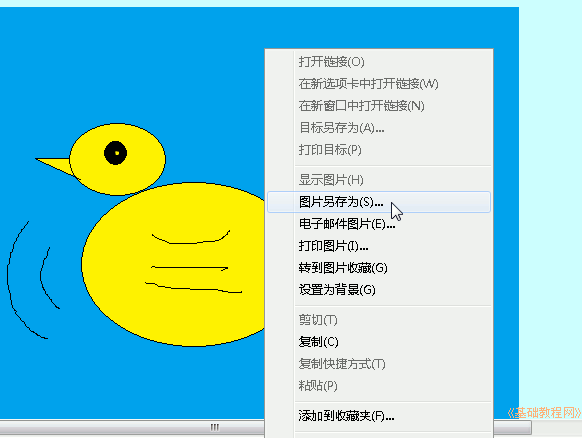 打开链接(O)
在新选项卡中打开链接(W)
在新窗口中打开链接(N)
目标另存为(A)...
打印目标(P)
显示图片(H)
图片另存为(S)...
电子邮件图片(E)...
打印图片(I)...
转到图片收藏(G)
设置为背景(G)
剪切(T)
复制(C)
复制快捷方式(T)
粘贴(P)
添加到收藏夹(F)...
《基础教程网》